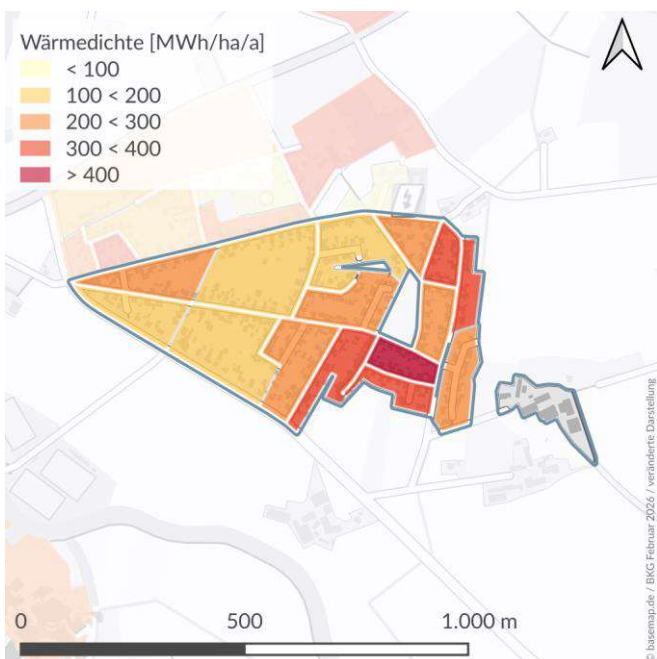 Wärmedichte [MWh/ha/a]
< 100
100 < 200
200 < 300
300 < 400
> 400
0 500 1.000 m
© basemap.de / BKG Februar 2026 / veränderte Darstellung